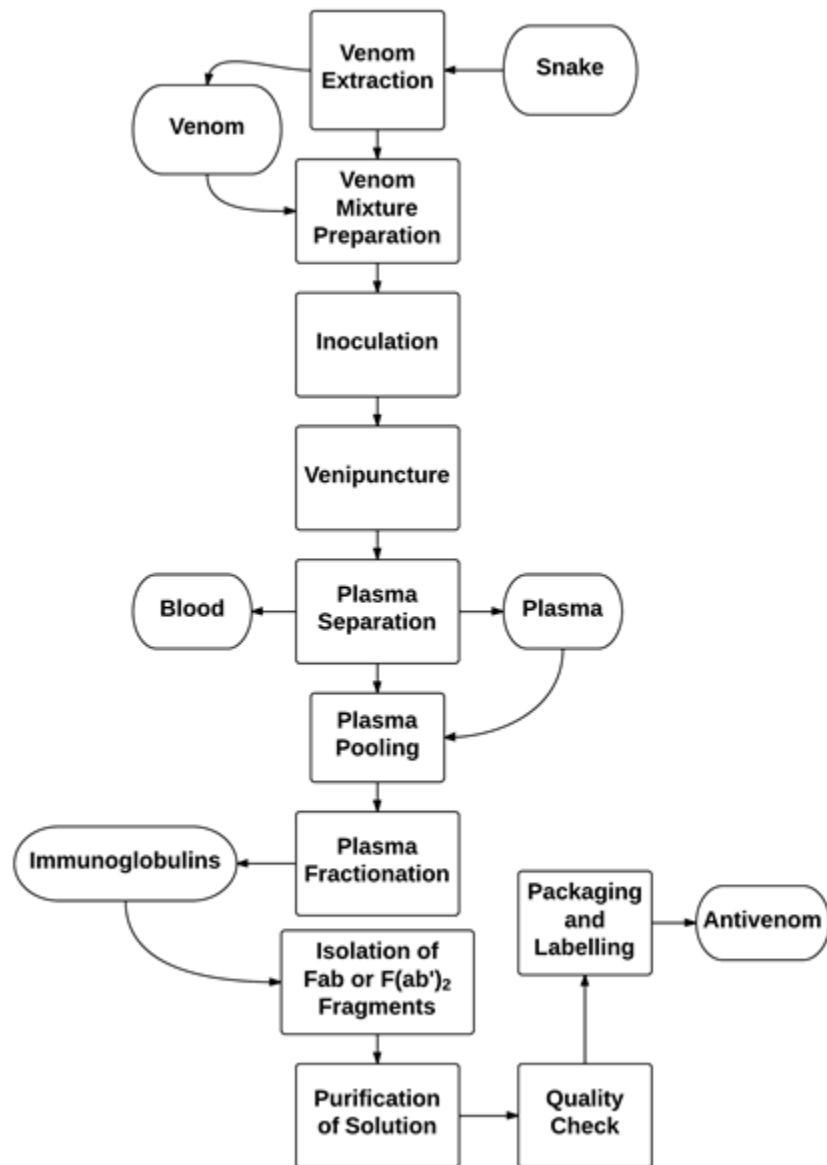 Venom
Extraction
Snake
Venom
Venom
Mixture
Preparation
Inoculation
Venipuncture
Blood
Plasma
Separation
Plasma
Plasma
Pooling
Immunoglobulins
Plasma
Fractionation
Packaging
and
Labelling
Antivenom
Isolation of
Fab or F(ab')₂
Fragments
Purification
of Solution
Quality
Check